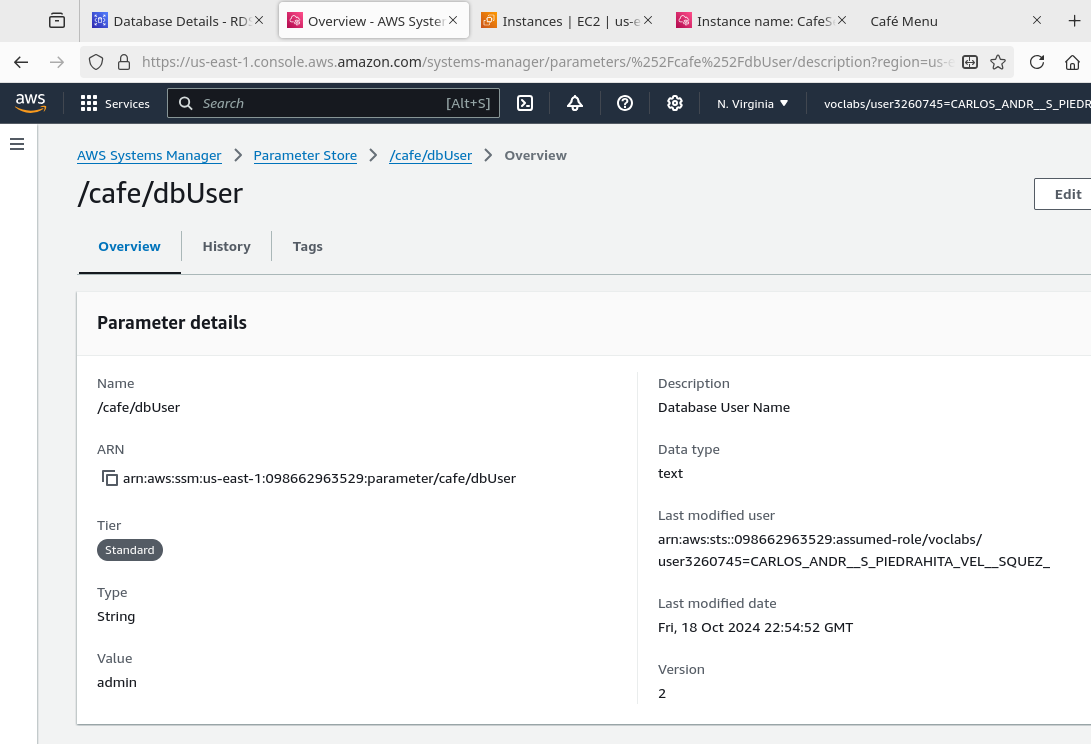 Database Details - RDS
Overview - AWS Syster
Instances | EC2 | us-e
Instance name: CafeS
Café Menu
https://us-east-1.console.aws.amazon.com/systems-manager/parameters/%252Fcafe%252FdbUser/description?region=us-e
aws
Services
Search
[Alt+S]
N. Virginia
voclabs/user3260745=CARLOS_ANDR__S_PIEDR
AWS Systems Manager
Parameter Store
/cafe/dbUser
Overview
/cafe/dbUser
Edit
Overview
History
Tags
Parameter details
Name
/cafe/dbUser
ARN
arn:aws:ssm:us-east-1:098662963529:parameter/cafe/dbUser
Tier
Standard
Type
String
Value
admin
Description
Database User Name
Data type
text
Last modified user
arn:aws:sts::098662963529:assumed-role/voclabs/
user3260745=CARLOS_ANDR__S_PIEDRAHITA_VEL__SQUEZ_
Last modified date
Fri, 18 Oct 2024 22:54:52 GMT
Version
2